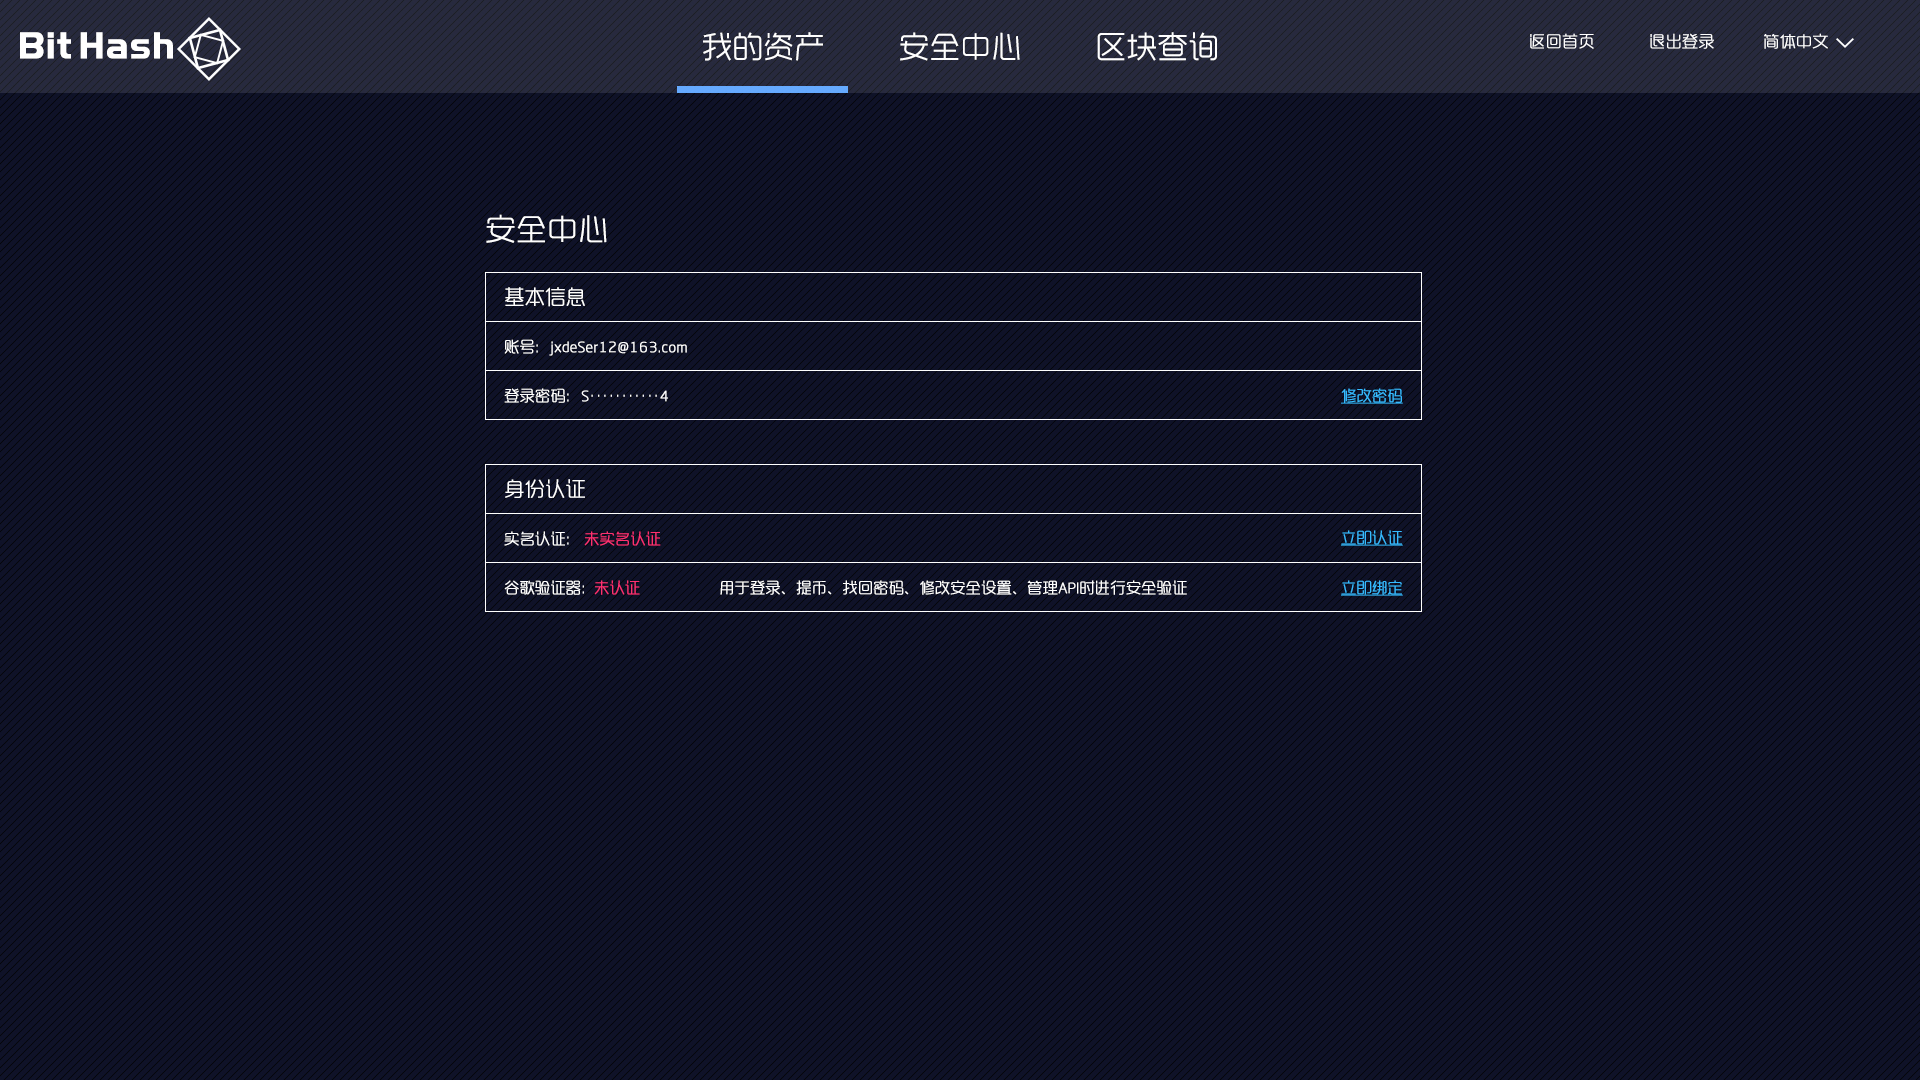 Bit Hash
我的资产
安全中心
区块查询
返回首页
退出登录
简体中文
安全中心
基本信息
账号: jxdeSer12@163.com
登录密码: S···········4
修改密码
身份认证
实名认证: 未实名认证
立即认证
谷歌验证器: 未认证
用于登录、提币、找回密码、修改安全设置、管理API时进行安全验证
立即绑定